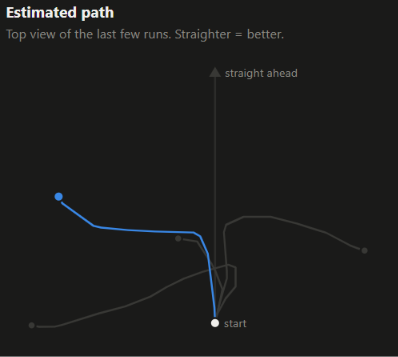 Estimated path
Top view of the last few runs. Straighter = better.
straight ahead
start